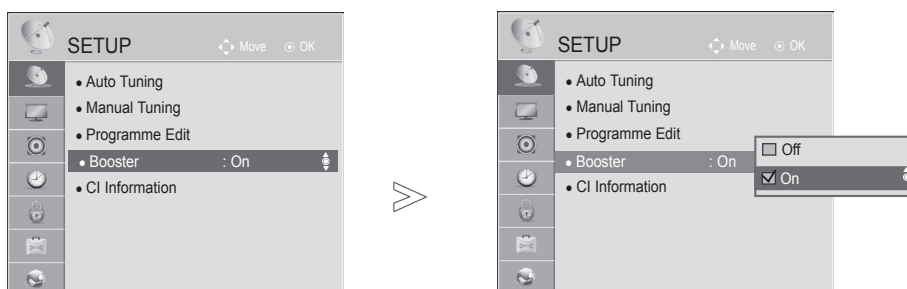 SETUP Move OK
• Auto Tuning
• Manual Tuning
• Programme Edit
• Booster : On
• CI Information
SETUP Move OK
• Auto Tuning
• Manual Tuning
• Programme Edit
• Booster : On
• CI Information
Off
On